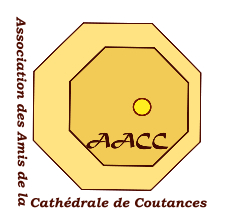 Association des Amis de la
Cathédrale de Coutances
AACC